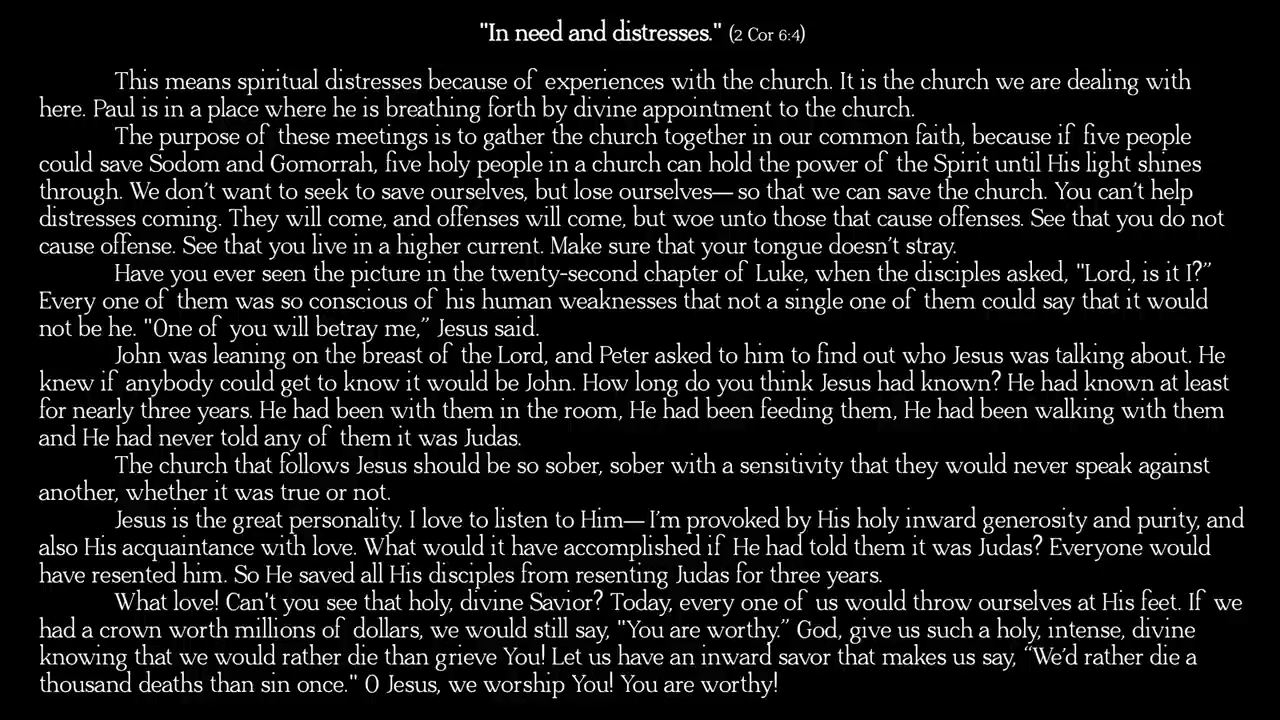 "In need and distresses." (2 Cor 6:4)
This means spiritual distresses because of experiences with the church. It is the church we are dealing with
here. Paul is in a place where he is breathing forth by divine appointment to the church.
The purpose of these meetings is to gather the church together in our common faith, because if five people
could save Sodom and Gomorrah, five holy people in a church can hold the power of the Spirit until His light shines
through. We don't want to seek to save ourselves, but lose ourselves—so that we can save the church. You can't help
distresses coming. They will come, and offenses will come, but woe unto those that cause offenses. See that you do not
cause offense. See that you live in a higher current. Make sure that your tongue doesn't stray.
Have you ever seen the picture in the twenty-second chapter of Luke, when the disciples asked, "Lord, is it I?”
Every one of them was so conscious of his human weaknesses that not a single one of them could say that it would
not be he. "One of you will betray me,” Jesus said.
John was leaning on the breast of the Lord, and Peter asked to him to find out who Jesus was talking about. He
knew if anybody could get to know it would be John. How long do you think Jesus had known? He had known at least
for nearly three years. He had been with them in the room, He had been feeding them, He had been walking with them
and He had never told any of them it was Judas.
The church that follows Jesus should be so sober, sober with a sensitivity that they would never speak against
another, whether it was true or not.
Jesus is the great personality. I love to listen to Him—I'm provoked by His holy inward generosity and purity, and
also His acquaintance with love. What would it have accomplished if He had told them it was Judas? Everyone would
have resented him. So He saved all His disciples from resenting Judas for three years.
What love! Can't you see that holy, divine Savior? Today, every one of us would throw ourselves at His feet. If we
had a crown worth millions of dollars, we would still say, "You are worthy.” God, give us such a holy, intense, divine
knowing that we would rather die than grieve You! Let us have an inward savor that makes us say, “We'd rather die a
thousand deaths than sin once." O Jesus, we worship You! You are worthy!